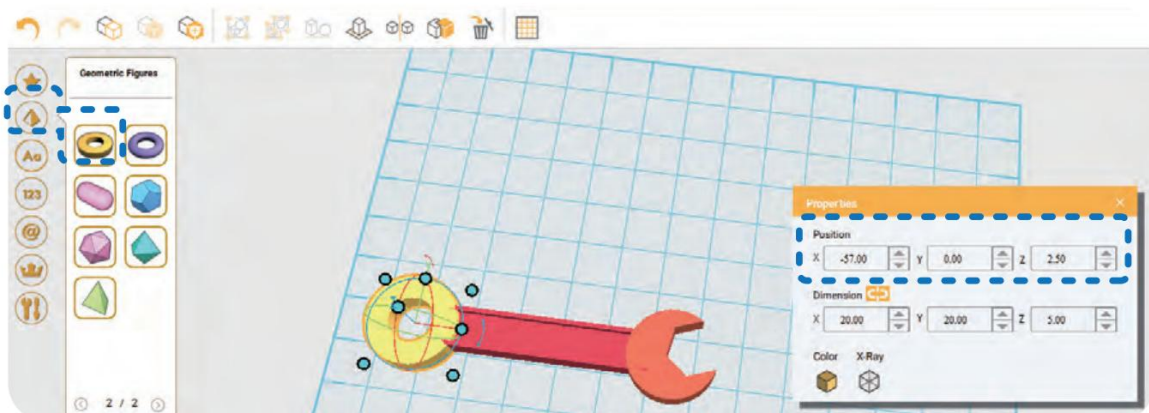 Geometric Figures
Aa
123
@
2 / 2
Properties
Position
X -57.00 Y 0.00 Z 2.50
Dimension
X 20.00 Y 20.00 Z 5.00
Color X-Ray